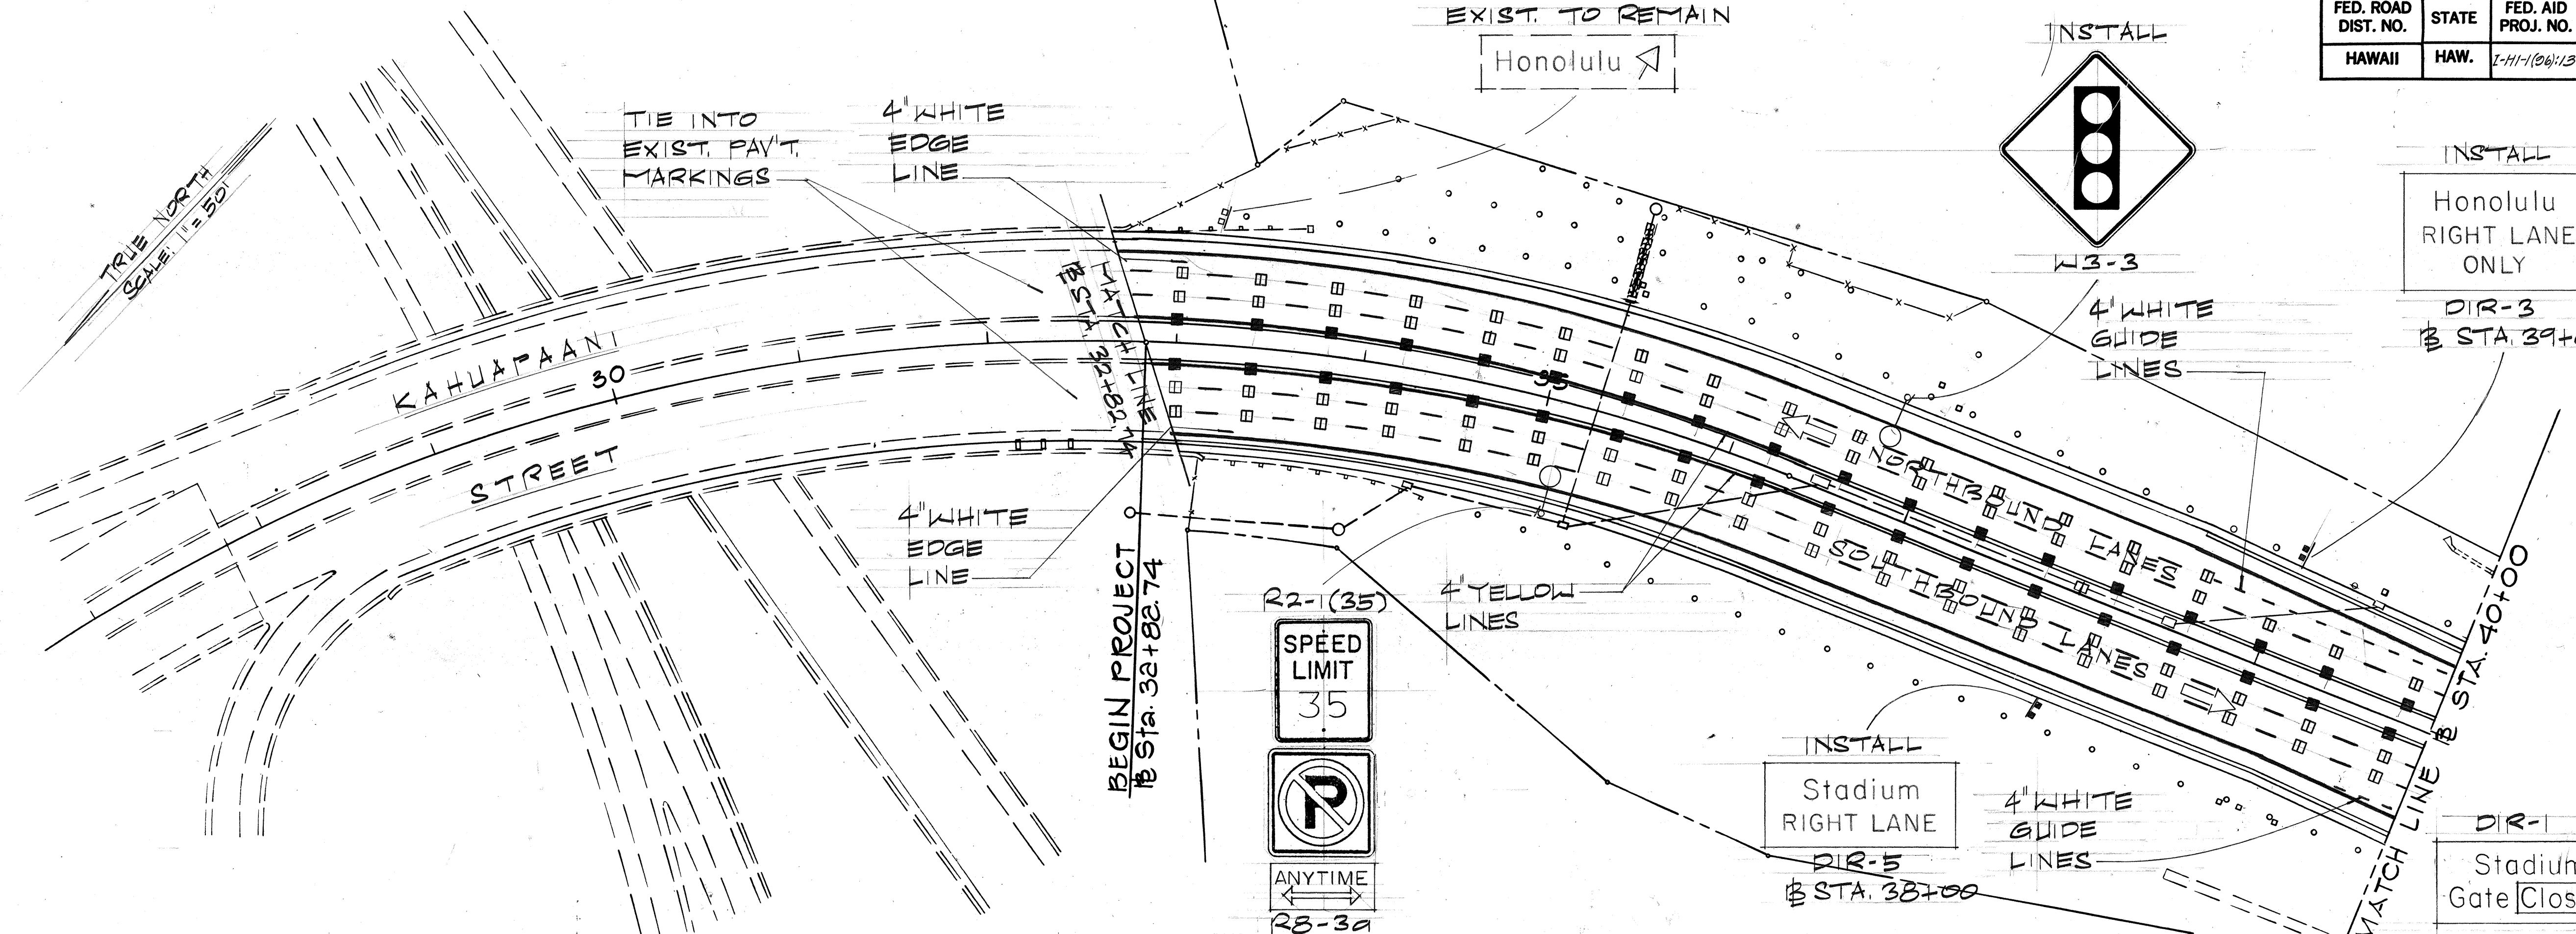 EXIST. TO REMAIN
Honolulu
FED. ROAD
DIST. NO.
STATE
FED. AID
PROJ. NO.
HAWAII
HAW.
INSTALL
W3-3
TIE INTO
EXIST. PAV'T.
MARKINGS
4" WHITE
EDGE
LINE
INSTALL
Honolulu
RIGHT LANE
ONLY
DIR-3
TRUE NORTH
SCALE: 1" = 50'
4" WHITE
GUIDE
LINES
KAHUAPAANI
STREET
30
MATCH LINE
B STA. 32+82.74
35
NORTHBOUND LANES
SOUTHBOUND LANES
4" WHITE
EDGE
LINE
BEGIN PROJECT
B Sta. 32+82.74
R2-1(35)
SPEED
LIMIT
35
P
ANYTIME
R8-3a
4" YELLOW
LINES
INSTALL
Stadium
RIGHT LANE
DIR-5
B STA. 38+00
4" WHITE
GUIDE
LINES
MATCH LINE B STA. 40+00
DIR-1
Gate